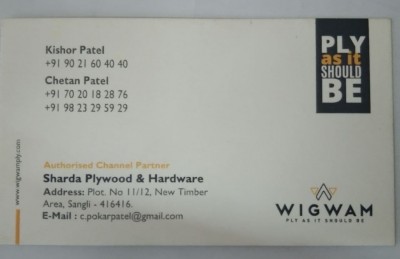 Kishor Patel
+91 90 21 60 40 40
Chetan Patel
+91 70 20 18 28 76
+91 98 23 29 59 29
PLY
as it
SHOULD
BE
www.wigwamply.com
Authorised Channel Partner
Sharda Plywood & Hardware
Address: Plot. No 11/12, New Timber
Area, Sangli - 416416.
E-Mail : c.pokarpatel@gmail.com
WIGWAM
PLY AS IT SHOULD BE